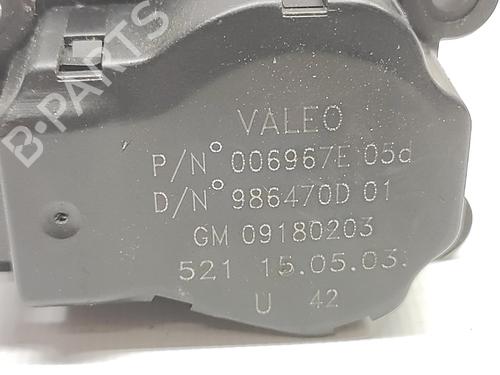 B-PARTS
VALEO
P/N° 006967E 05d
D/N° 986470D 01
GM 09180203
521 15.05.03.
U 42